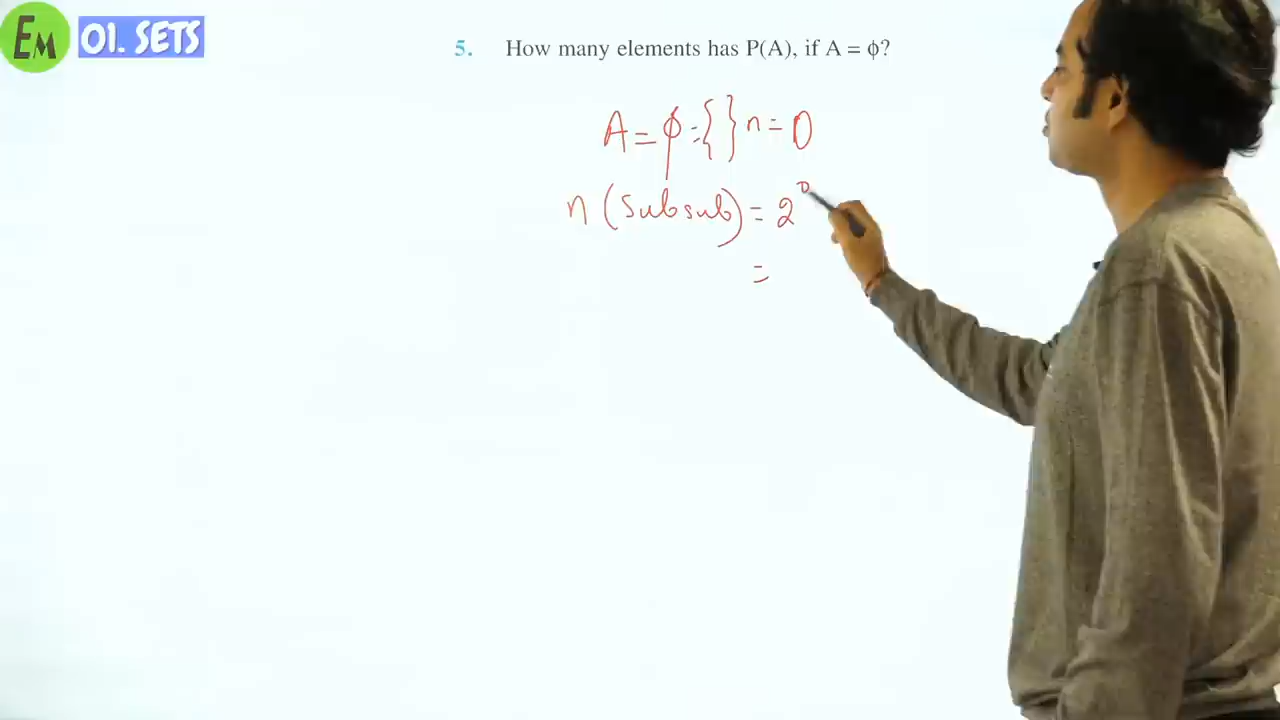 Em 01. SETS
5. How many elements has P(A), if A = ϕ?
A = ϕ = { } n = 0
n (Subsub) = 2⁰
=